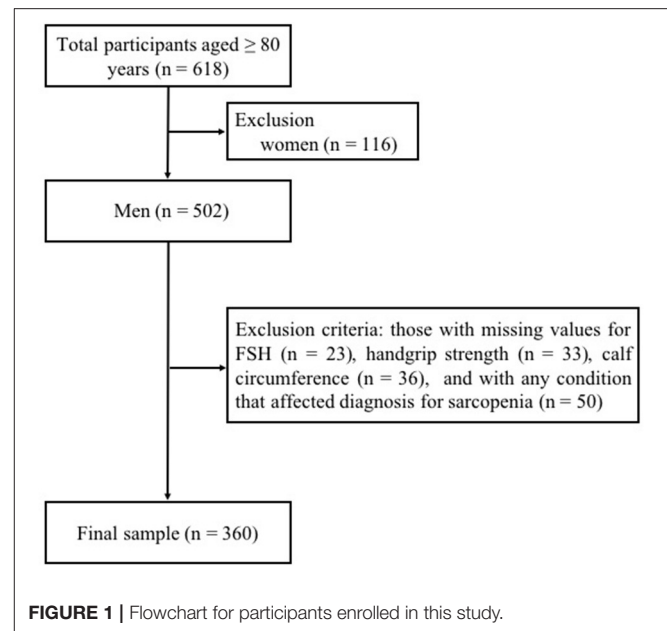 Total participants aged ≥ 80
years (n = 618)
Exclusion
women (n = 116)
Men (n = 502)
Exclusion criteria: those with missing values for
FSH (n = 23), handgrip strength (n = 33), calf
circumference (n = 36), and with any condition
that affected diagnosis for sarcopenia (n = 50)
Final sample (n = 360)
FIGURE 1 | Flowchart for participants enrolled in this study.